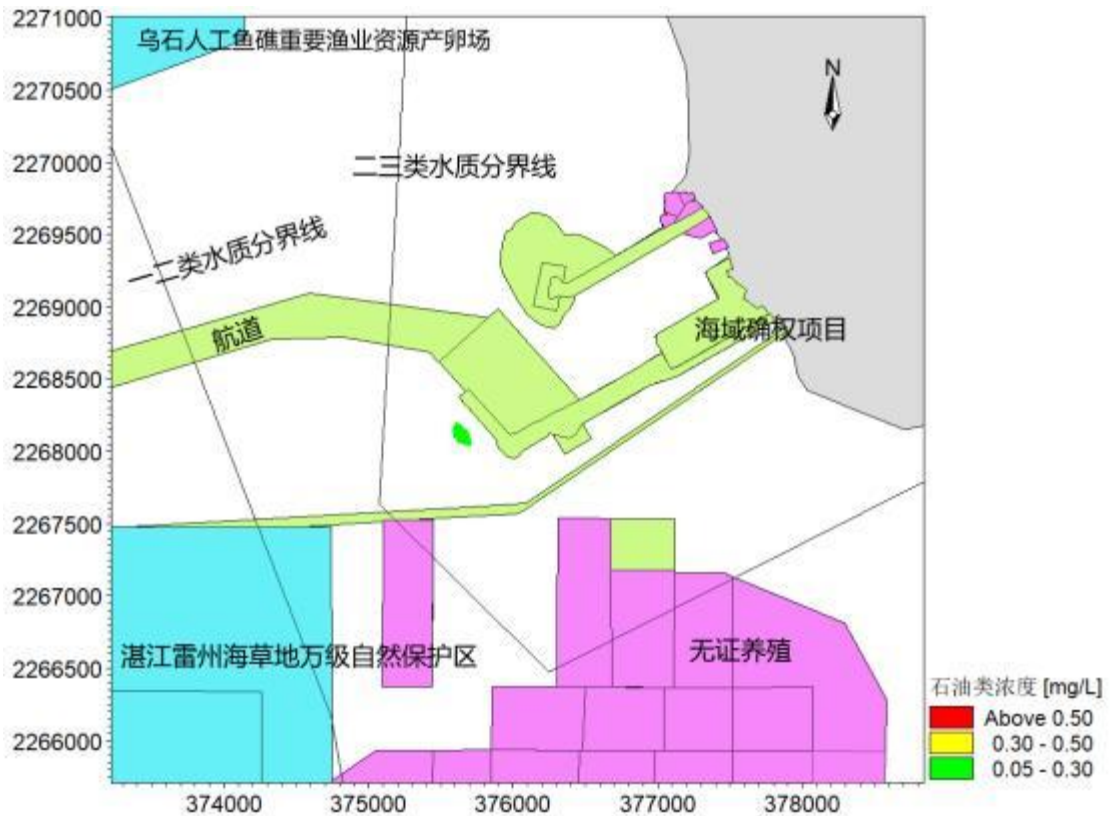 2271000
乌石人工鱼礁重要渔业资源产卵场
2270500
N
2270000
二三类水质分界线
2269500
一二类水质分界线
2269000
航道
海域确权项目
2268500
2268000
2267500
2267000
湛江雷州海草地万级自然保护区
无证养殖
2266500
石油类浓度 [mg/L]
Above 0.50
2266000
0.30 - 0.50
0.05 - 0.30
374000 375000 376000 377000 378000